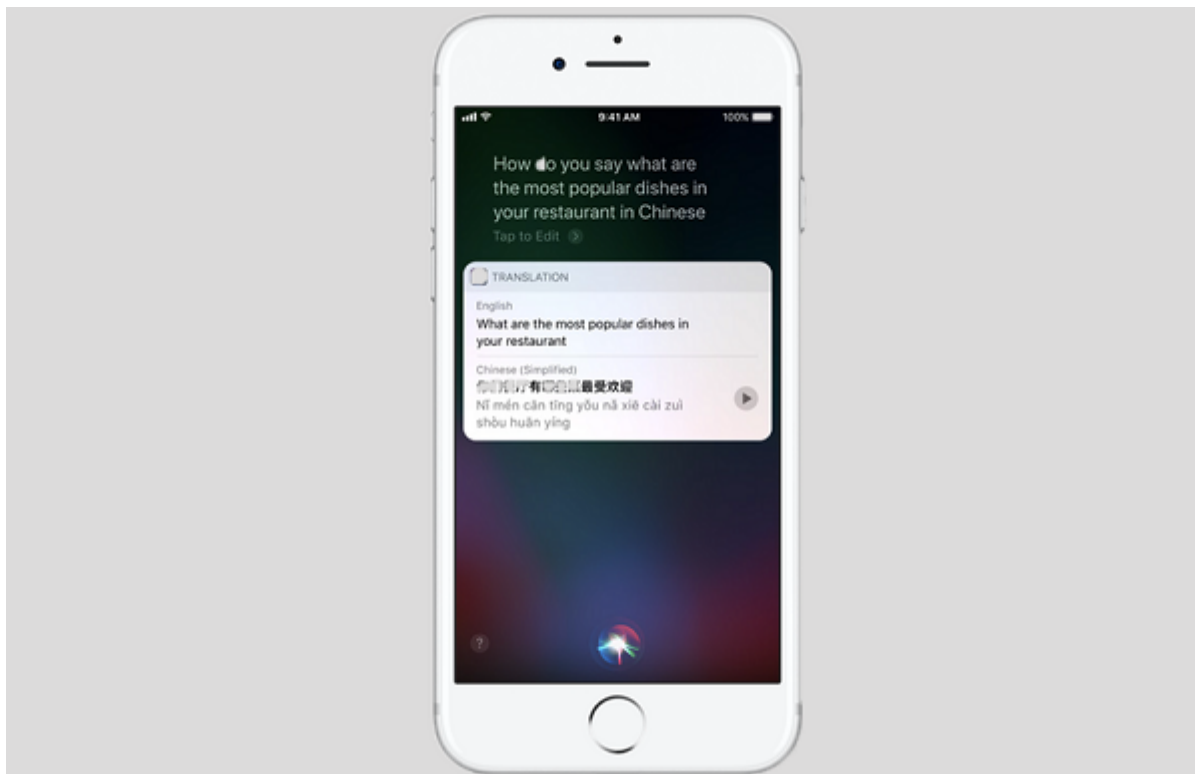 9:41 AM 100%
How do you say what are
the most popular dishes in
your restaurant in Chinese
Tap to Edit
TRANSLATION
English
What are the most popular dishes in
your restaurant
Chinese (Simplified)
有 最受欢迎
Nǐ mén cān tīng yǒu nǎ xiē cài zuì
shòu huān yíng
?